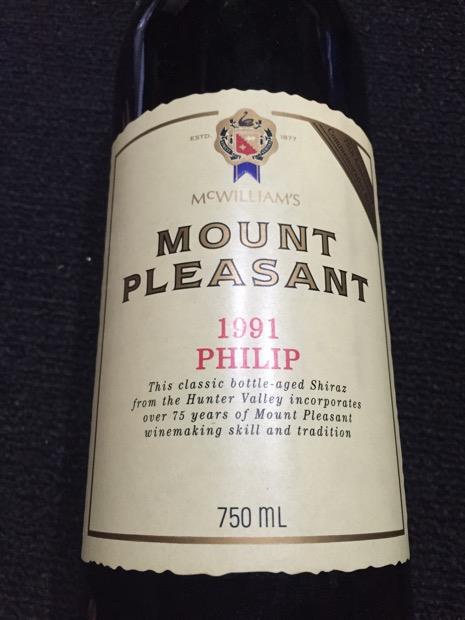 ESTD. 1877
McWILLIAM'S
MOUNT
PLEASANT
1991
PHILIP
This classic bottle-aged Shiraz
from the Hunter Valley incorporates
over 75 years of Mount Pleasant
winemaking skill and tradition
750 ML